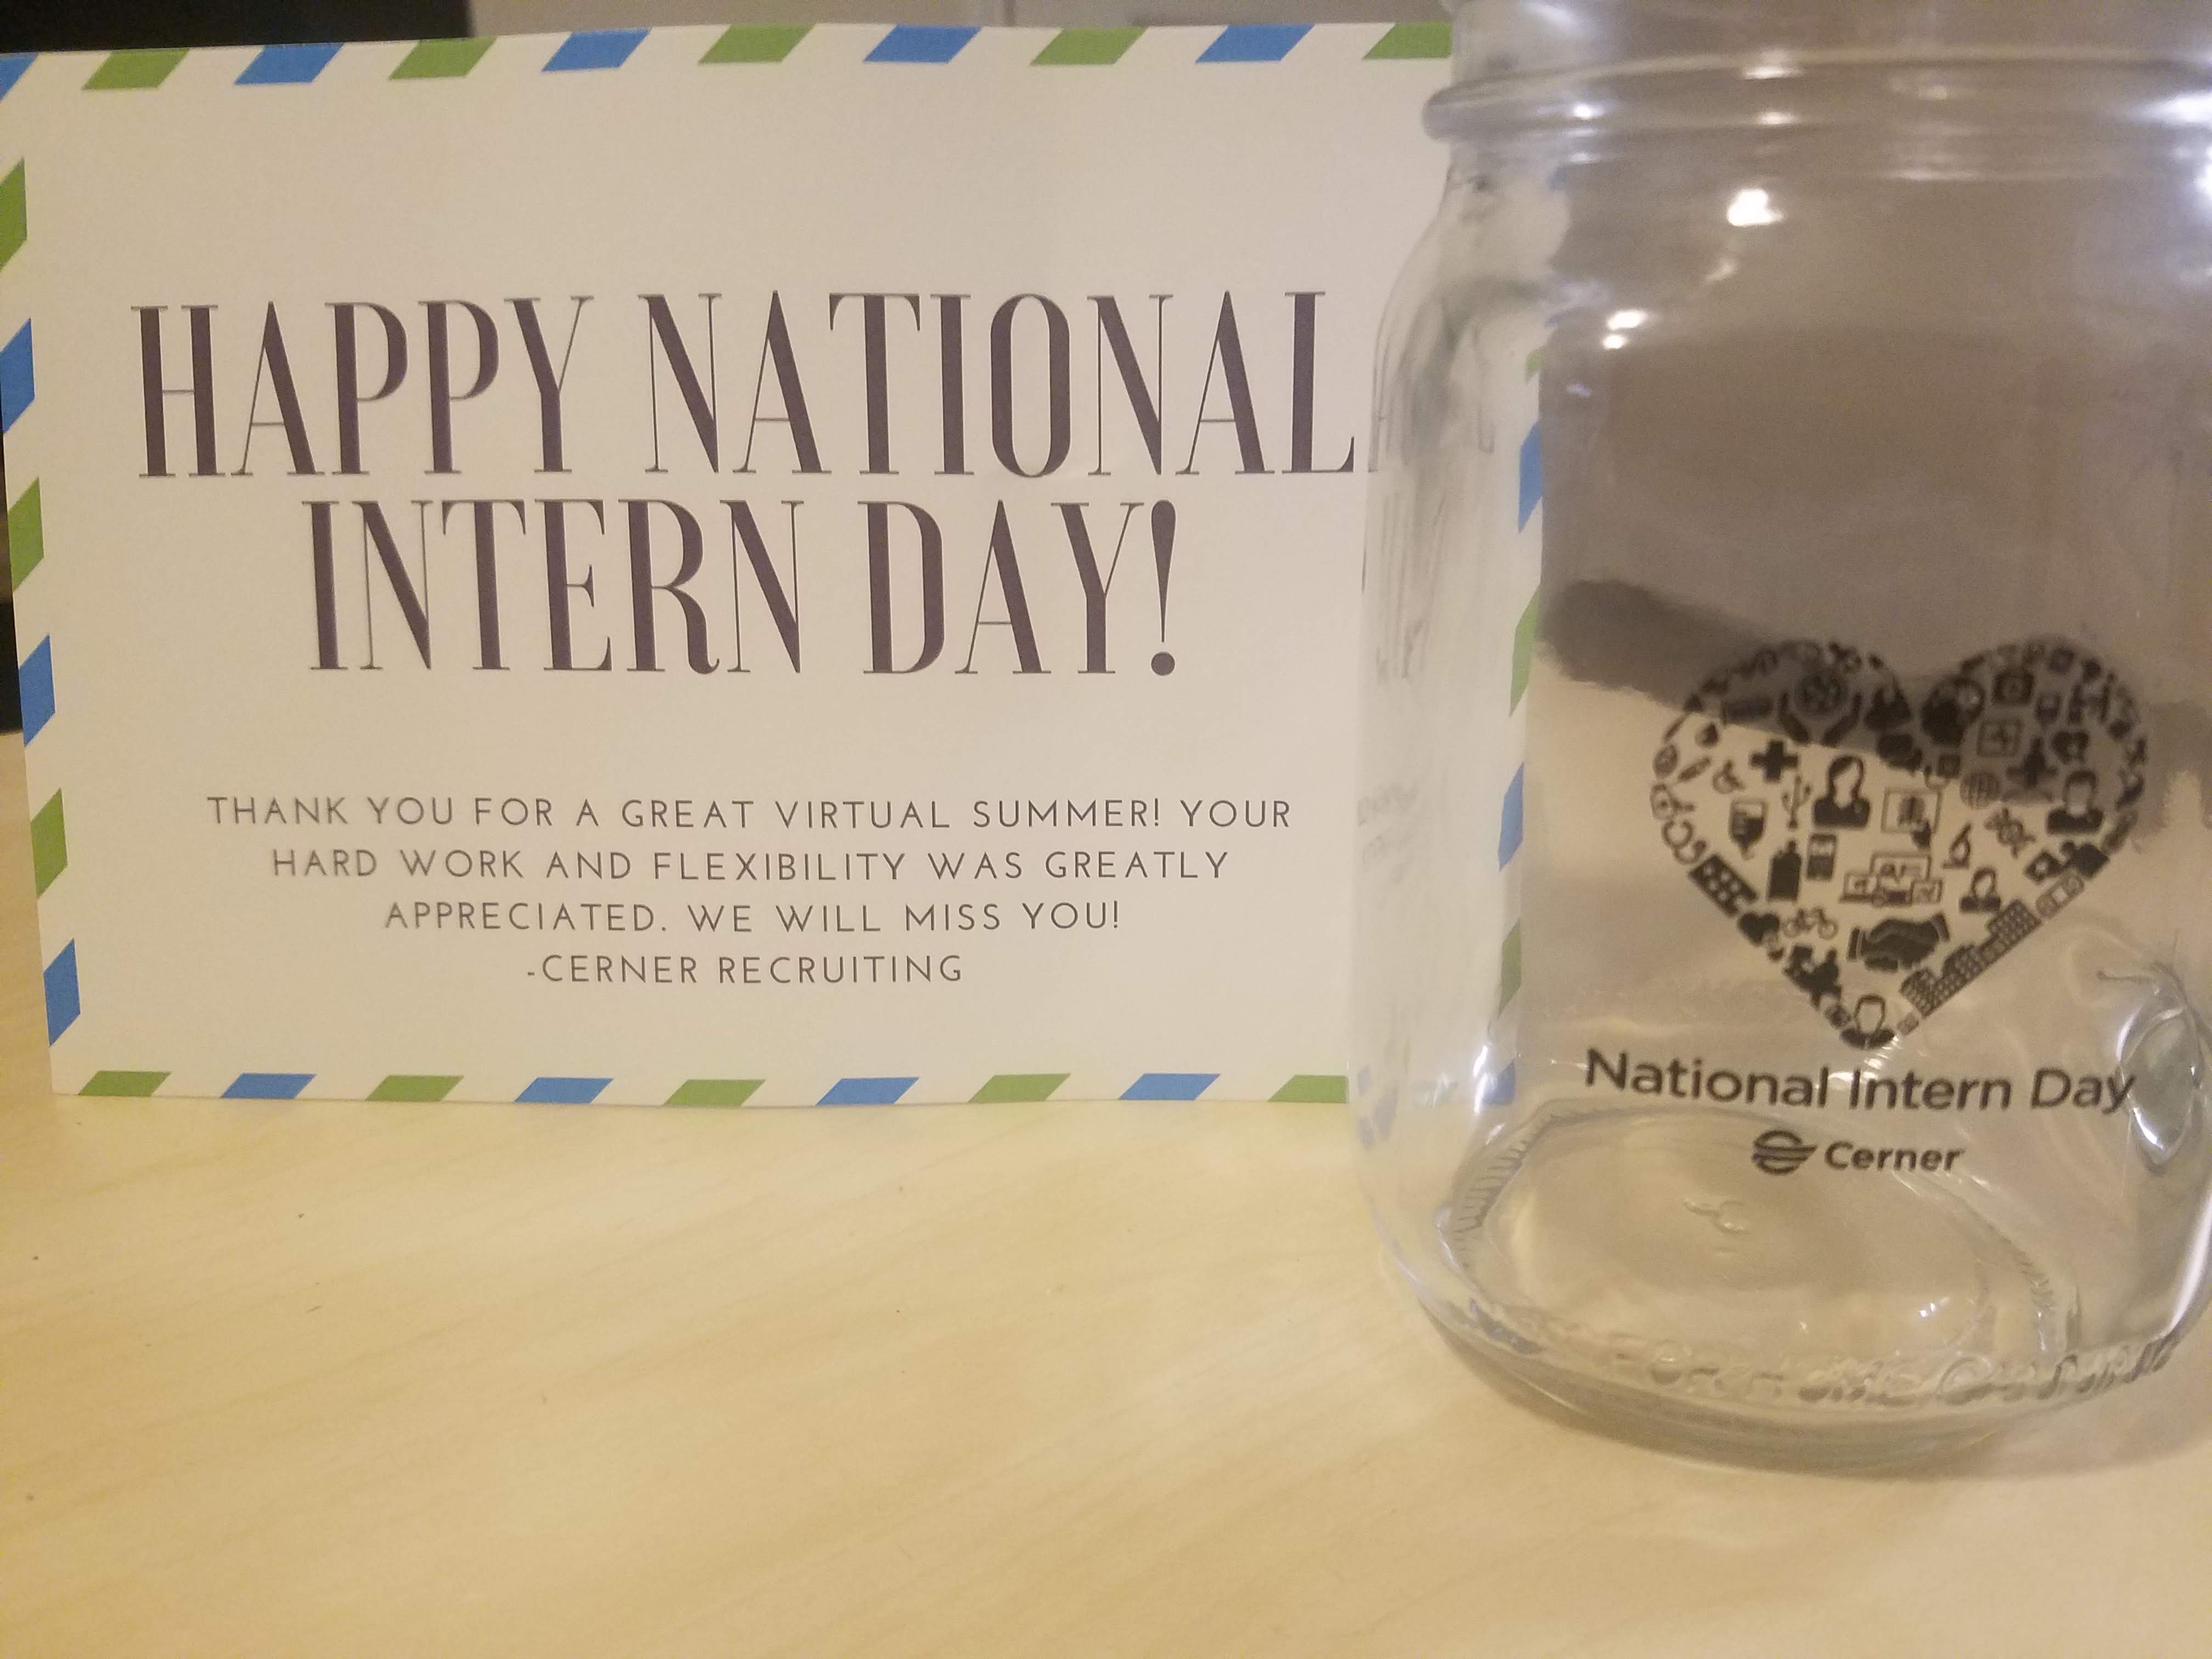 HAPPY NATIONAL
INTERN DAY!
THANK YOU FOR A GREAT VIRTUAL SUMMER! YOUR
HARD WORK AND FLEXIBILITY WAS GREATLY
APPRECIATED. WE WILL MISS YOU!
-CERNER RECRUITING
National Intern Day
Cerner